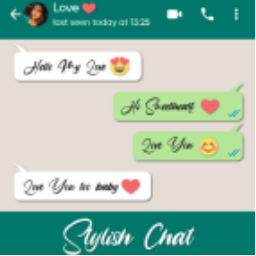 Love ❤️
last seen today at 13:25
Hello My Love 😍
Hi Sweetheart ❤️
Love You 😊
Love You too baby ❤️
Stylish Chat